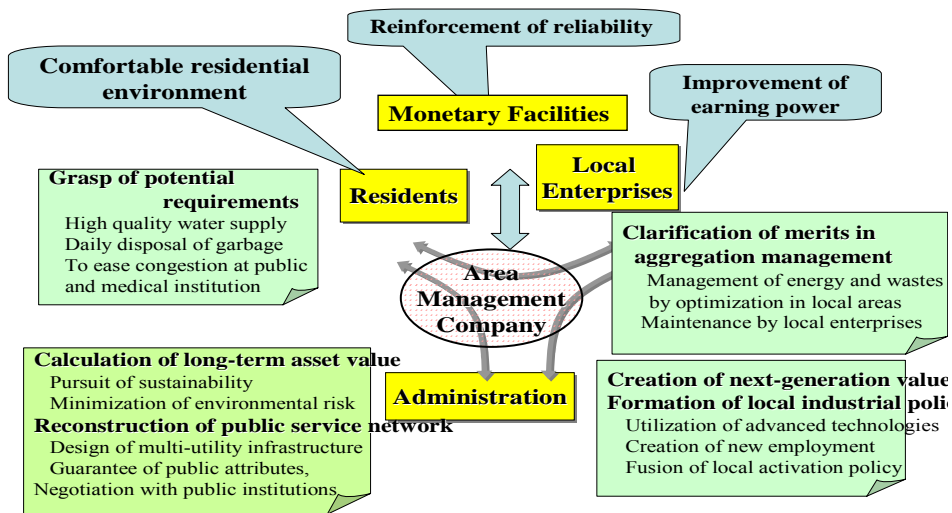 Reinforcement of reliability
Comfortable residential
environment
Improvement of
earning power
Monetary Facilities
Local
Enterprises
Residents
Grasp of potential
requirements
High quality water supply
Daily disposal of garbage
To ease congestion at public
and medical institution
Clarification of merits in
aggregation management
Management of energy and wastes
by optimization in local areas
Maintenance by local enterprises
Area
Management
Company
Calculation of long-term asset value
Pursuit of sustainability
Minimization of environmental risk
Reconstruction of public service network
Design of multi-utility infrastructure
Guarantee of public attributes,
Negotiation with public institutions
Administration
Creation of next-generation value
Formation of local industrial polic
Utilization of advanced technologies
Creation of new employment
Fusion of local activation policy